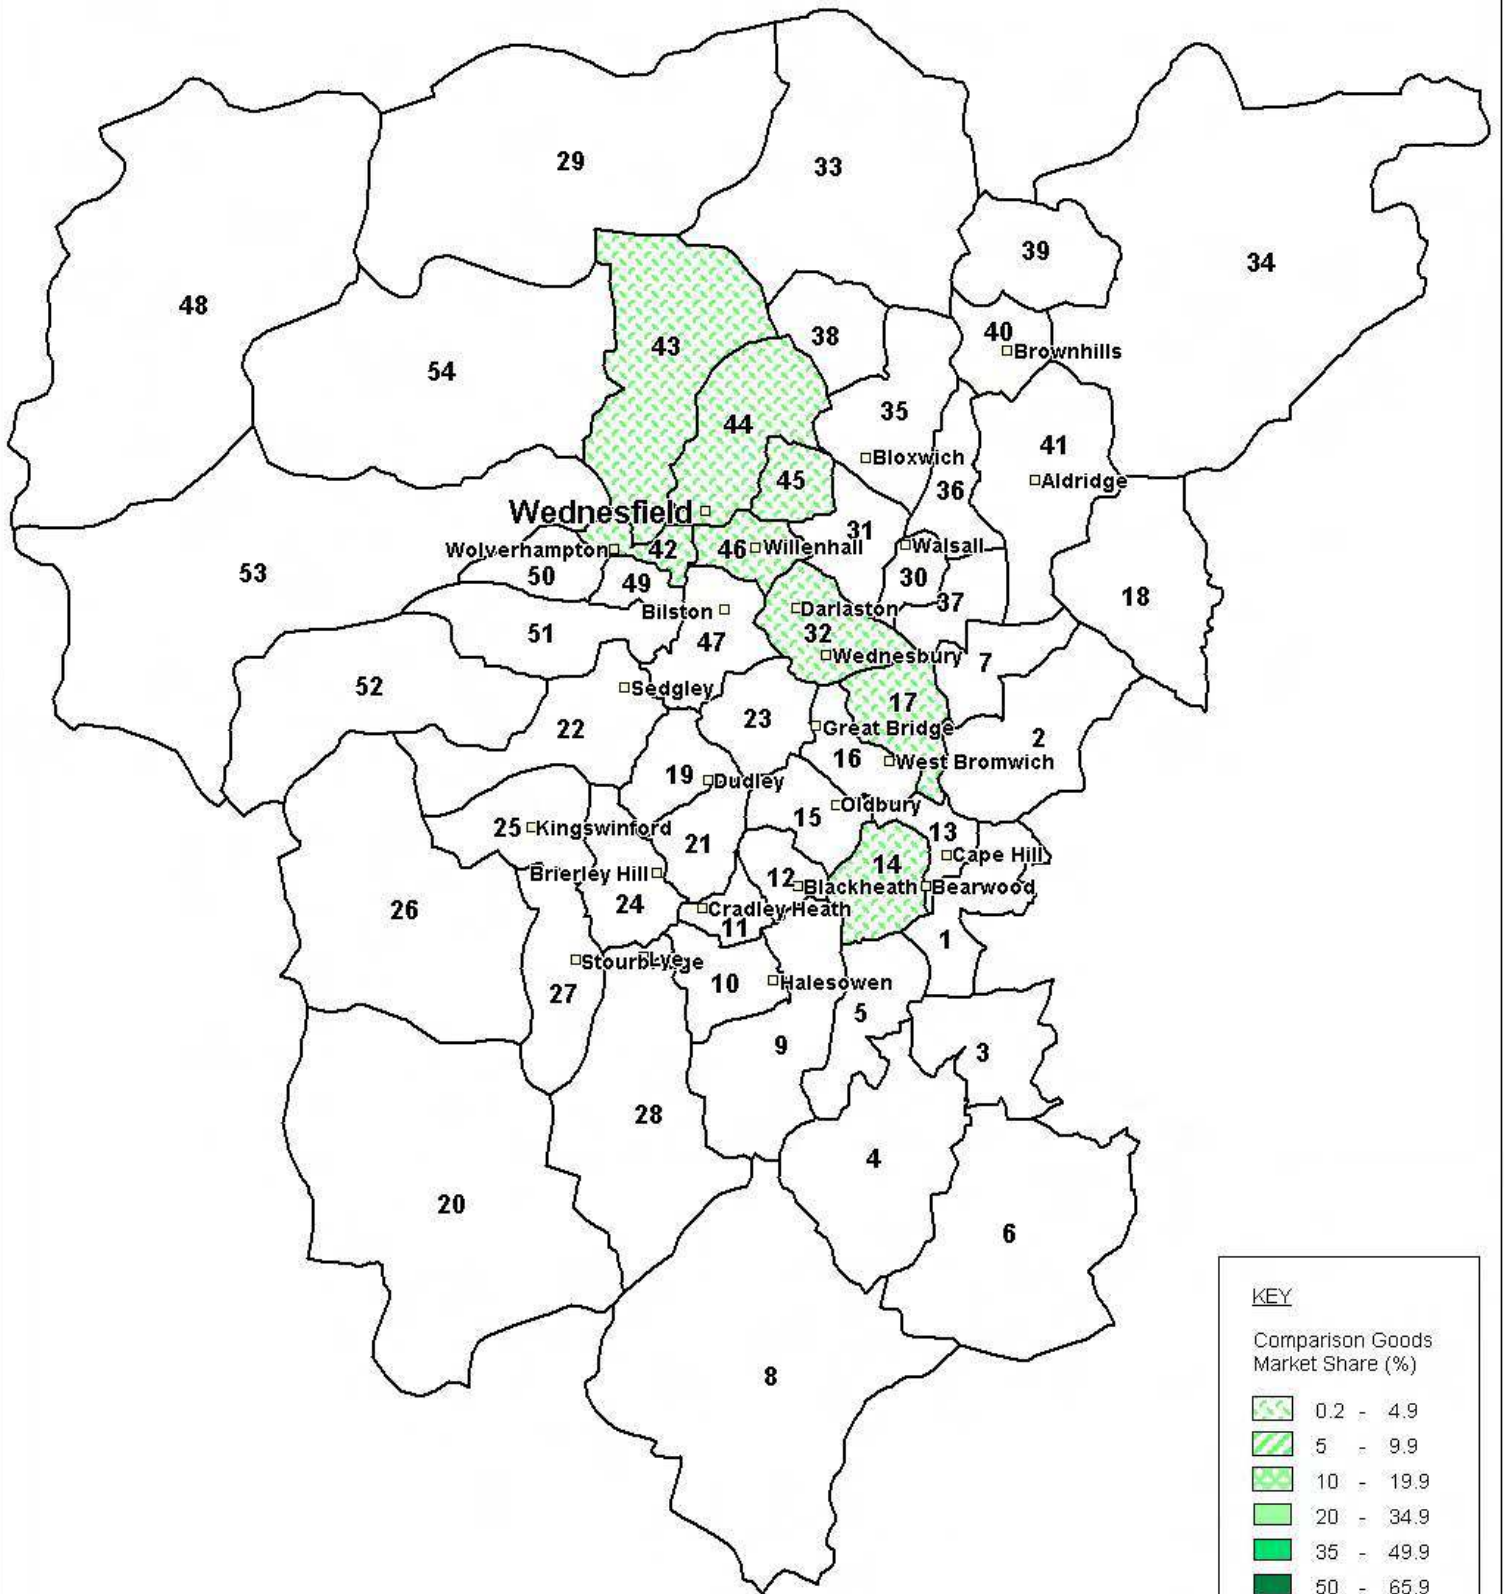 29
33
39
34
48
38
40
43
Brownhills
54
35
44
41
Bloxwich
45
Aldridge
36
Wednesfield
31
Wolverhampton
42
46
Willenhall
Walsall
53
50
49
30
18
Bilston
Darlaston
37
51
47
32
Wednesbury
7
52
Sedgley
17
23
22
Great Bridge
2
16
West Bromwich
19
Dudley
Oldbury
15
25
Kingswinford
13
21
Cape Hill
14
Brierley Hill
12
Blackheath
Bearwood
26
24
Cradley Heath
11
1
Stourbridge
Lye
27
10
Halesowen
5
9
3
28
4
20
6
8
KEY
Comparison Goods
Market Share (%)
0.2 - 4.9
5 - 9.9
10 - 19.9
20 - 34.9
35 - 49.9
50 - 65.9